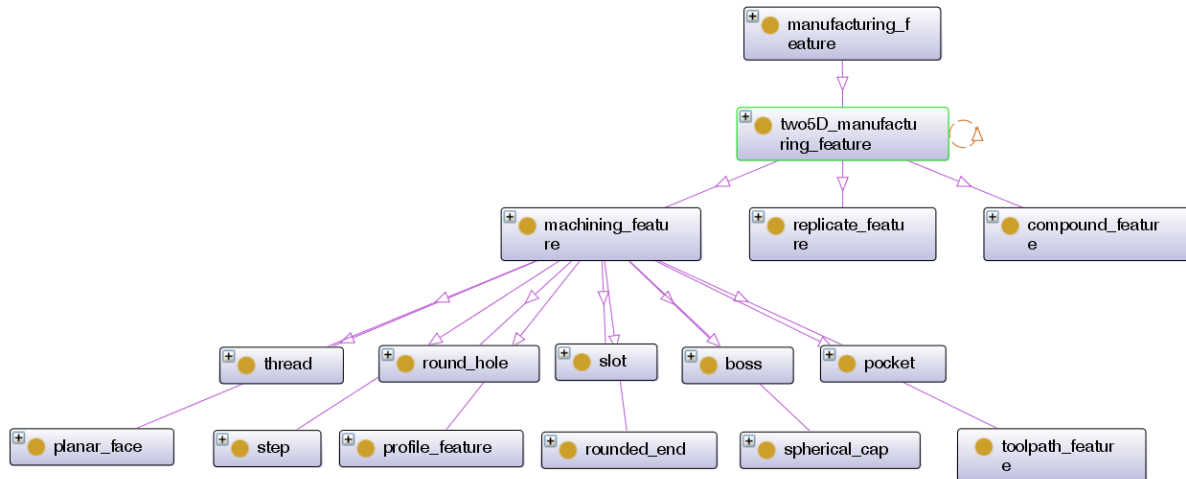 manufacturing_f
eature
two5D_manufactu
ring_feature
machining_featu
re
replicate_featu
re
compound_featur
e
thread
round_hole
slot
boss
pocket
planar_face
step
profile_feature
rounded_end
spherical_cap
toolpath_featur
e